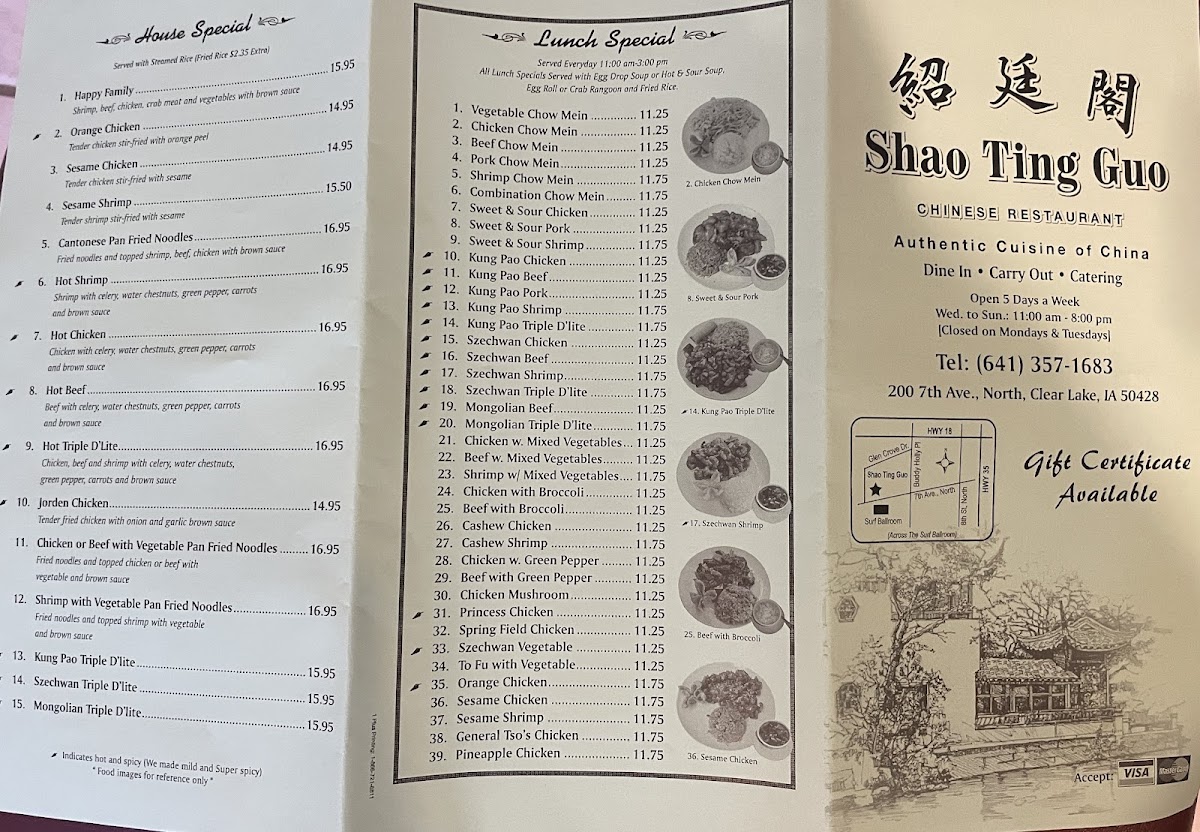 House Special
Served with Steamed Rice (Fried Rice $2.35 Extra)
1. Happy Family 15.95
Shrimp, beef, chicken, crab meat and vegetables with brown sauce
2. Orange Chicken 14.95
Tender chicken stir-fried with orange peel
3. Sesame Chicken 14.95
Tender chicken stir-fried with sesame
4. Sesame Shrimp 15.50
Tender shrimp stir-fried with sesame
5. Cantonese Pan Fried Noodles 16.95
Fried noodles and topped shrimp, beef, chicken with brown sauce
6. Hot Shrimp 16.95
Shrimp with celery, water chestnuts, green pepper, carrots
and brown sauce
7. Hot Chicken 16.95
Chicken with celery, water chestnuts, green pepper, carrots
and brown sauce
8. Hot Beef 16.95
Beef with celery, water chestnuts, green pepper, carrots
and brown sauce
9. Hot Triple D'Lite 16.95
Chicken, beef and shrimp with celery, water chestnuts,
green pepper, carrots and brown sauce
10. Jorden Chicken 14.95
Tender fried chicken with onion and garlic brown sauce
11. Chicken or Beef with Vegetable Pan Fried Noodles 16.95
Fried noodles and topped chicken or beef with
vegetable and brown sauce
12. Shrimp with Vegetable Pan Fried Noodles 16.95
Fried noodles and topped shrimp with vegetable
and brown sauce
13. Kung Pao Triple D'lite 15.95
14. Szechwan Triple D'lite 15.95
15. Mongolian Triple D'lite 15.95
Indicates hot and spicy (We made mild and Super spicy)
* Food images for reference only *
Lunch Special
Served Everyday 11:00 am-3:00 pm
All Lunch Specials Served with Egg Drop Soup or Hot & Sour Soup,
Egg Roll or Crab Rangoon and Fried Rice.
1. Vegetable Chow Mein 11.25
2. Chicken Chow Mein 11.25
3. Beef Chow Mein 11.25
4. Pork Chow Mein 11.25
5. Shrimp Chow Mein 11.75
6. Combination Chow Mein 11.75
7. Sweet & Sour Chicken 11.25
8. Sweet & Sour Pork 11.25
9. Sweet & Sour Shrimp 11.75
10. Kung Pao Chicken 11.25
11. Kung Pao Beef 11.25
12. Kung Pao Pork 11.25
13. Kung Pao Shrimp 11.75
14. Kung Pao Triple D'lite 11.75
15. Szechwan Chicken 11.25
16. Szechwan Beef 11.25
17. Szechwan Shrimp 11.75
18. Szechwan Triple D'lite 11.75
19. Mongolian Beef 11.25
20. Mongolian Triple D'lite 11.75
21. Chicken w. Mixed Vegetables 11.25
22. Beef w. Mixed Vegetables 11.25
23. Shrimp w/ Mixed Vegetables 11.75
24. Chicken with Broccoli 11.25
25. Beef with Broccoli 11.25
26. Cashew Chicken 11.25
27. Cashew Shrimp 11.75
28. Chicken w. Green Pepper 11.25
29. Beef with Green Pepper 11.25
30. Chicken Mushroom 11.25
31. Princess Chicken 11.25
32. Spring Field Chicken 11.25
33. Szechwan Vegetable 11.25
34. To Fu with Vegetable 11.25
35. Orange Chicken 11.75
36. Sesame Chicken 11.75
37. Sesame Shrimp 11.75
38. General Tso's Chicken 11.75
39. Pineapple Chicken 11.75
2. Chicken Chow Mein
8. Sweet & Sour Pork
14. Kung Pao Triple D'lite
17. Szechwan Shrimp
25. Beef with Broccoli
36. Sesame Chicken
紹廷閣
Shao Ting Guo
CHINESE RESTAURANT
Authentic Cuisine of China
Dine In • Carry Out • Catering
Open 5 Days a Week
Wed. to Sun.: 11:00 am - 8:00 pm
[Closed on Mondays & Tuesdays]
Tel: (641) 357-1683
200 7th Ave., North, Clear Lake, IA 50428
HWY 18
Glen Crove Dr.
Buddy Holly Pl
Shao Ting Guo
7th Ave., North
8th St, North
HWY 35
Surf Ballroom
(Across The Surf Ballroom)
Gift Certificate
Available
Accept: VISA MasterCard